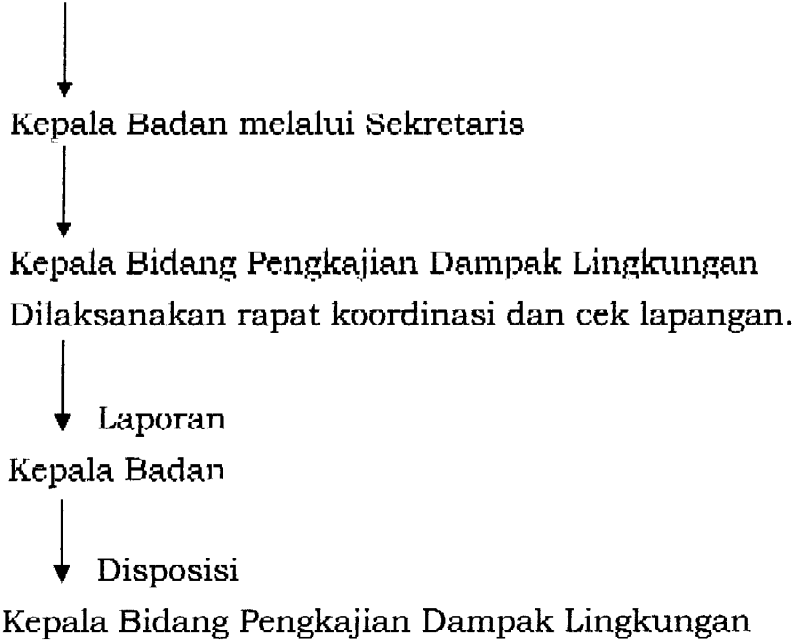 Kepala Badan melalui Sekretaris
Kepala Bidang Pengkajian Dampak Lingkungan
Dilaksanakan rapat koordinasi dan cek lapangan.
Laporan
Kepala Badan
Disposisi
Kepala Bidang Pengkajian Dampak Lingkungan